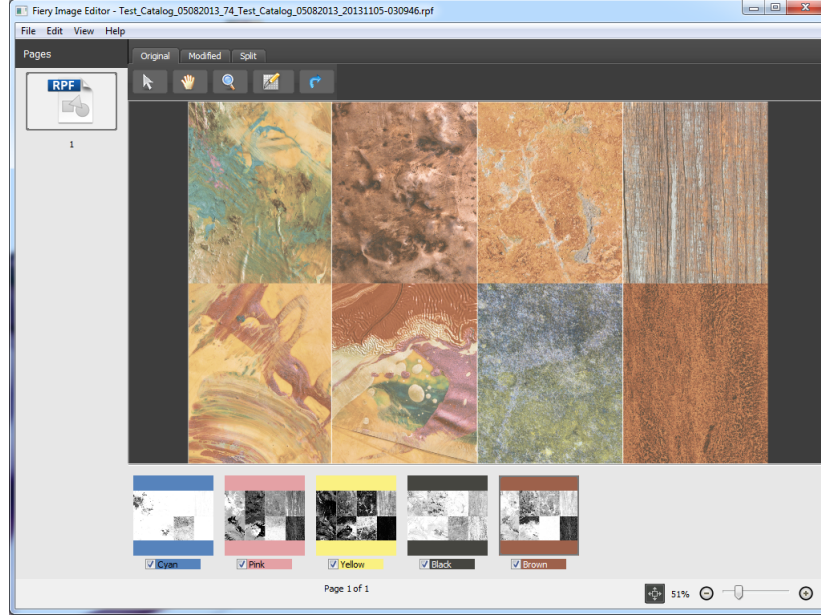 Fiery Image Editor - Test_Catalog_05082013_74_Test_Catalog_05082013_20131105-030946.rpf
File Edit View Help
Pages
Original Modified Split
RPF
1
Cyan Pink Yellow Black Brown
Page 1 of 1
51%